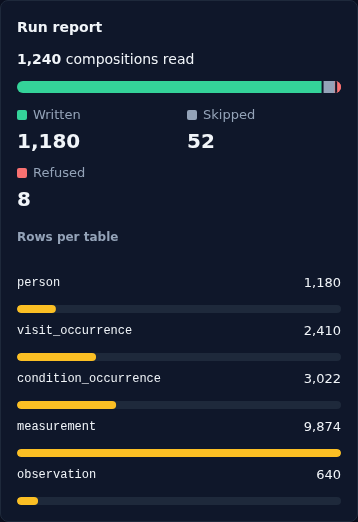 Run report
1,240 compositions read
Written
Skipped
1,180
52
Refused
8
Rows per table
person 1,180
visit_occurrence 2,410
condition_occurrence 3,022
measurement 9,874
observation 640